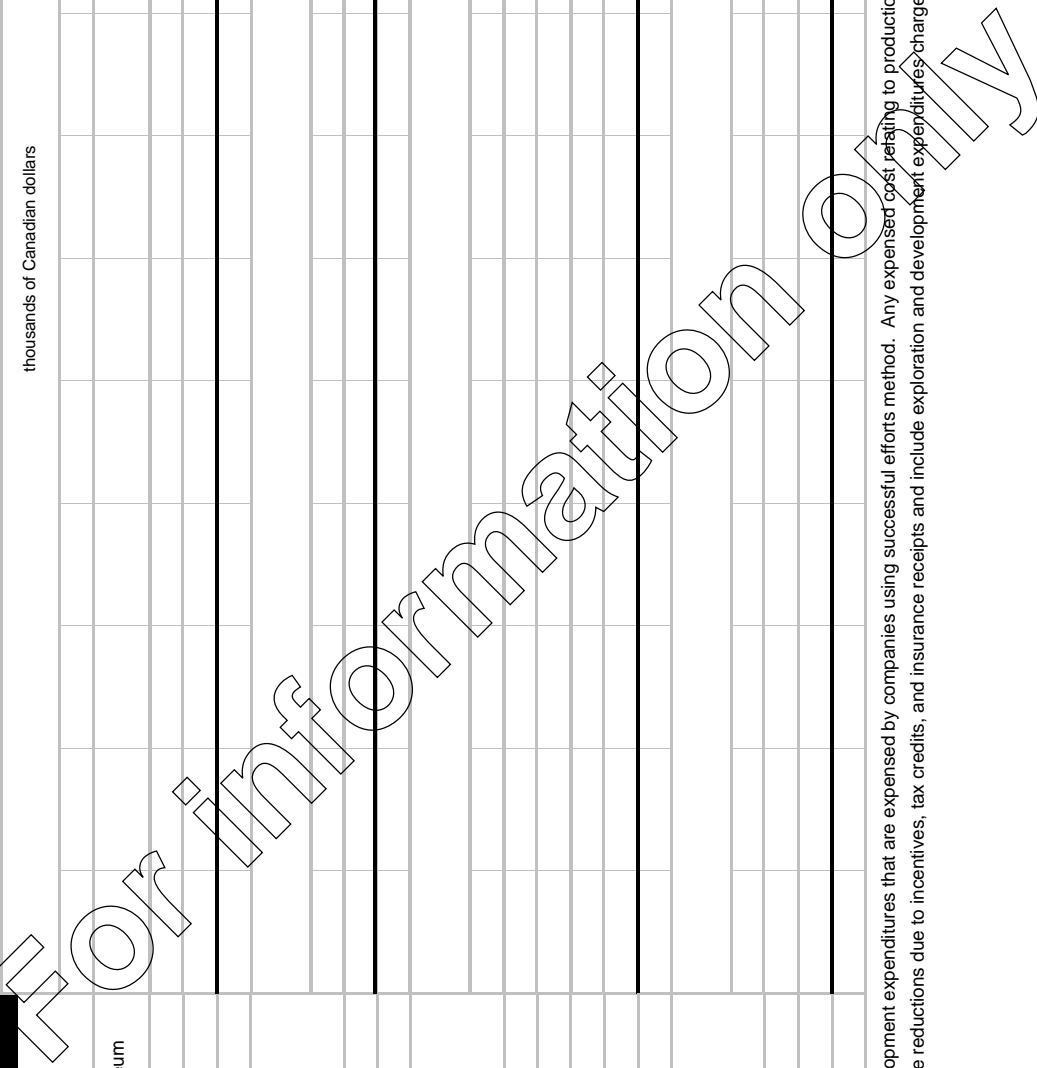 thousands of Canadian dollars
For information only
eum
opment expenditures that are expensed by companies using successful efforts method.  Any expensed cost relating to productio
e reductions due to incentives, tax credits, and insurance receipts and include exploration and development expenditures charge